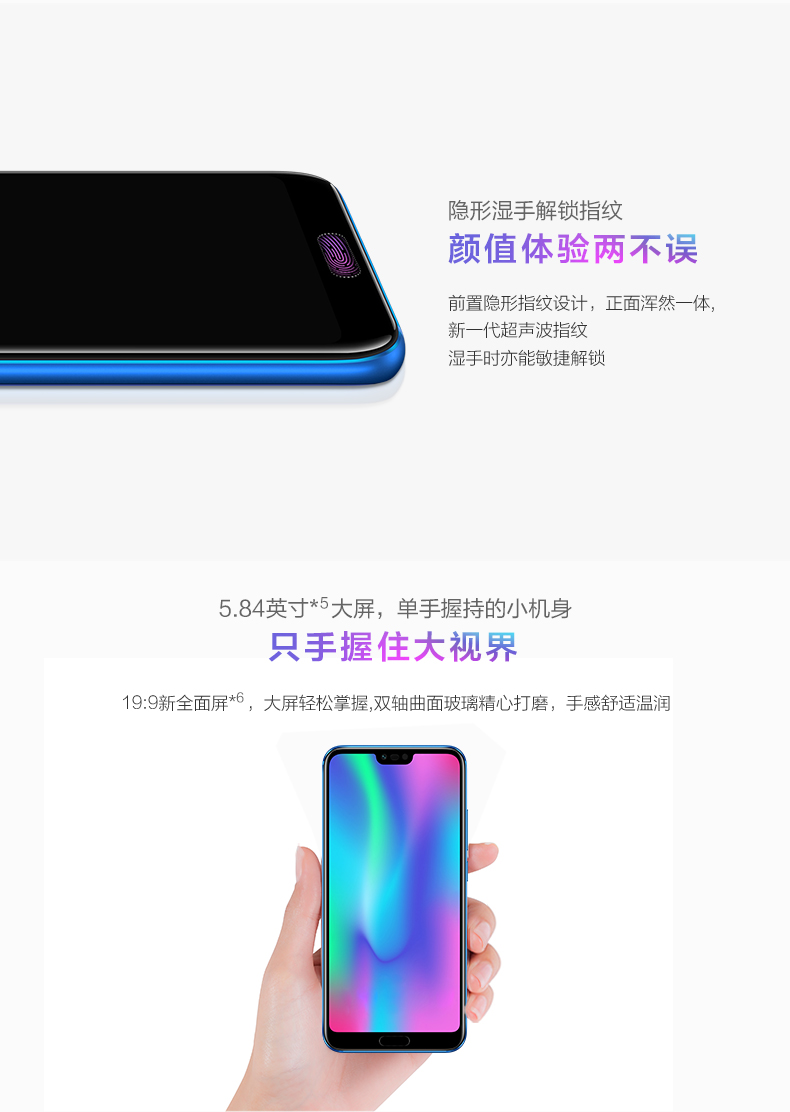 隐形湿手解锁指纹
颜值体验两不误
前置隐形指纹设计，正面浑然一体,
新一代超声波指纹
湿手时亦能敏捷解锁
5.84英寸*5大屏，单手握持的小机身
只手握住大视界
19:9新全面屏*6，大屏轻松掌握,双轴曲面玻璃精心打磨，手感舒适温润